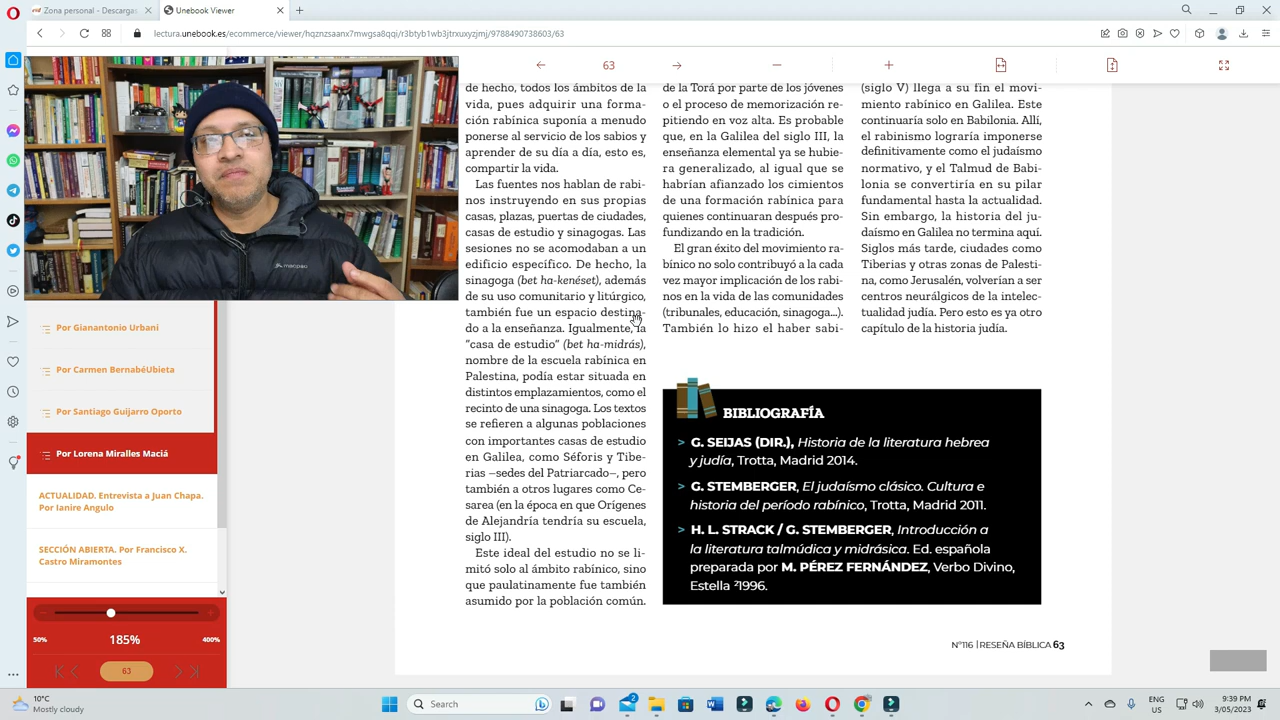 Zona personal - Descargas
Unebook Viewer
lectura.unebook.es/ecommerce/viewer/hqznzsaanx7mwgsa8qqi/r3btyb1wb3jtrxuxyzjmj/9788490738603/63
63
marpao
Por Gianantonio Urbani
Por Carmen BernabéUbieta
Por Santiago Guijarro Oporto
Por Lorena Miralles Maciá
ACTUALIDAD. Entrevista a Juan Chapa.
Por Ianire Angulo
SECCIÓN ABIERTA. Por Francisco X.
Castro Miramontes
50%
185%
400%
63
de hecho, todos los ámbitos de la
vida, pues adquirir una forma-
ción rabínica suponía a menudo
ponerse al servicio de los sabios y
aprender de su día a día, esto es,
compartir la vida.
Las fuentes nos hablan de rabi-
nos instruyendo en sus propias
casas, plazas, puertas de ciudades,
casas de estudio y sinagogas. Las
sesiones no se acomodaban a un
edificio específico. De hecho, la
sinagoga (bet ha-kenéset), además
de su uso comunitario y litúrgico,
también fue un espacio destina-
do a la enseñanza. Igualmente, la
"casa de estudio" (bet ha-midrás),
nombre de la escuela rabínica en
Palestina, podía estar situada en
distintos emplazamientos, como el
recinto de una sinagoga. Los textos
se refieren a algunas poblaciones
con importantes casas de estudio
en Galilea, como Séforis y Tibe-
rias –sedes del Patriarcado–, pero
también a otros lugares como Ce-
sarea (en la época en que Orígenes
de Alejandría tendría su escuela,
siglo III).
Este ideal del estudio no se li-
mitó solo al ámbito rabínico, sino
que paulatinamente fue también
asumido por la población común.
de la Torá por parte de los jóvenes
o el proceso de memorización re-
pitiendo en voz alta. Es probable
que, en la Galilea del siglo III, la
enseñanza elemental ya se hubie-
ra generalizado, al igual que se
habrían afianzado los cimientos
de una formación rabínica para
quienes continuaran después pro-
fundizando en la tradición.
El gran éxito del movimiento ra-
bínico no solo contribuyó a la cada
vez mayor implicación de los rabi-
nos en la vida de las comunidades
(tribunales, educación, sinagoga...).
También lo hizo el haber sabi-
(siglo V) llega a su fin el movi-
miento rabínico en Galilea. Este
continuaría solo en Babilonia. Allí,
el rabinismo lograría imponerse
definitivamente como el judaísmo
normativo, y el Talmud de Babi-
lonia se convertiría en su pilar
fundamental hasta la actualidad.
Sin embargo, la historia del ju-
daísmo en Galilea no termina aquí.
Siglos más tarde, ciudades como
Tiberias y otras zonas de Palesti-
na, como Jerusalén, volverían a ser
centros neurálgicos de la intelec-
tualidad judía. Pero esto es ya otro
capítulo de la historia judía.
BIBLIOGRAFÍA
> G. SEIJAS (DIR.), Historia de la literatura hebrea
y judía, Trotta, Madrid 2014.
> G. STEMBERGER, El judaísmo clásico. Cultura e
historia del período rabínico, Trotta, Madrid 2011.
> H. L. STRACK / G. STEMBERGER, Introducción a
la literatura talmúdica y midrásica. Ed. española
preparada por M. PÉREZ FERNÁNDEZ, Verbo Divino,
Estella ²1996.
Nº116 | RESEÑA BÍBLICA 63
10°C
Mostly cloudy
Search
2
ENG
US
9:39 PM
3/05/2023